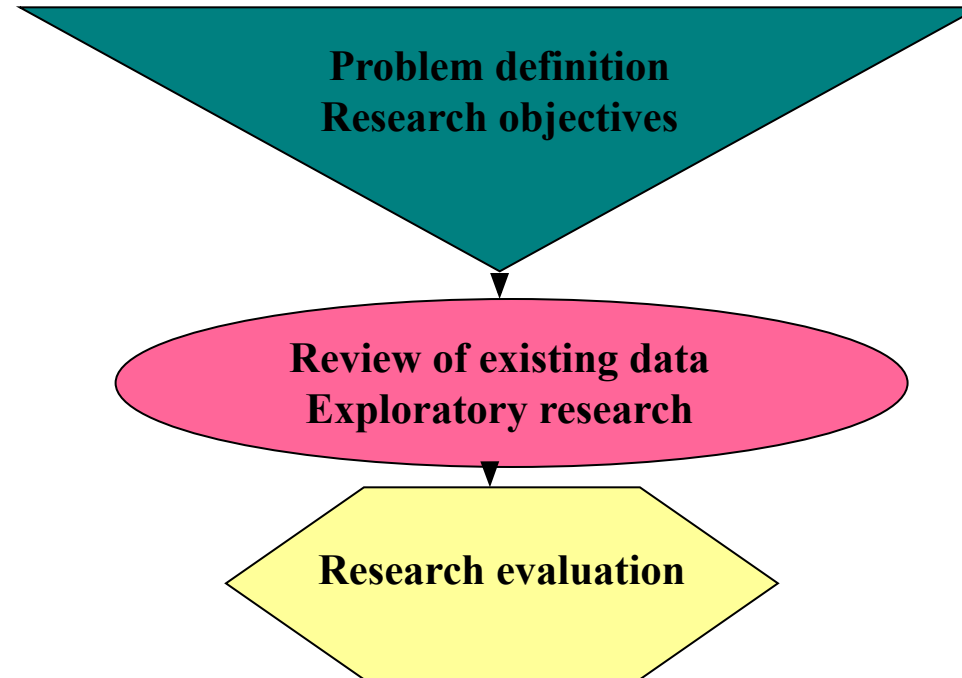 Problem definition
Research objectives
Review of existing data
Exploratory research
Research evaluation